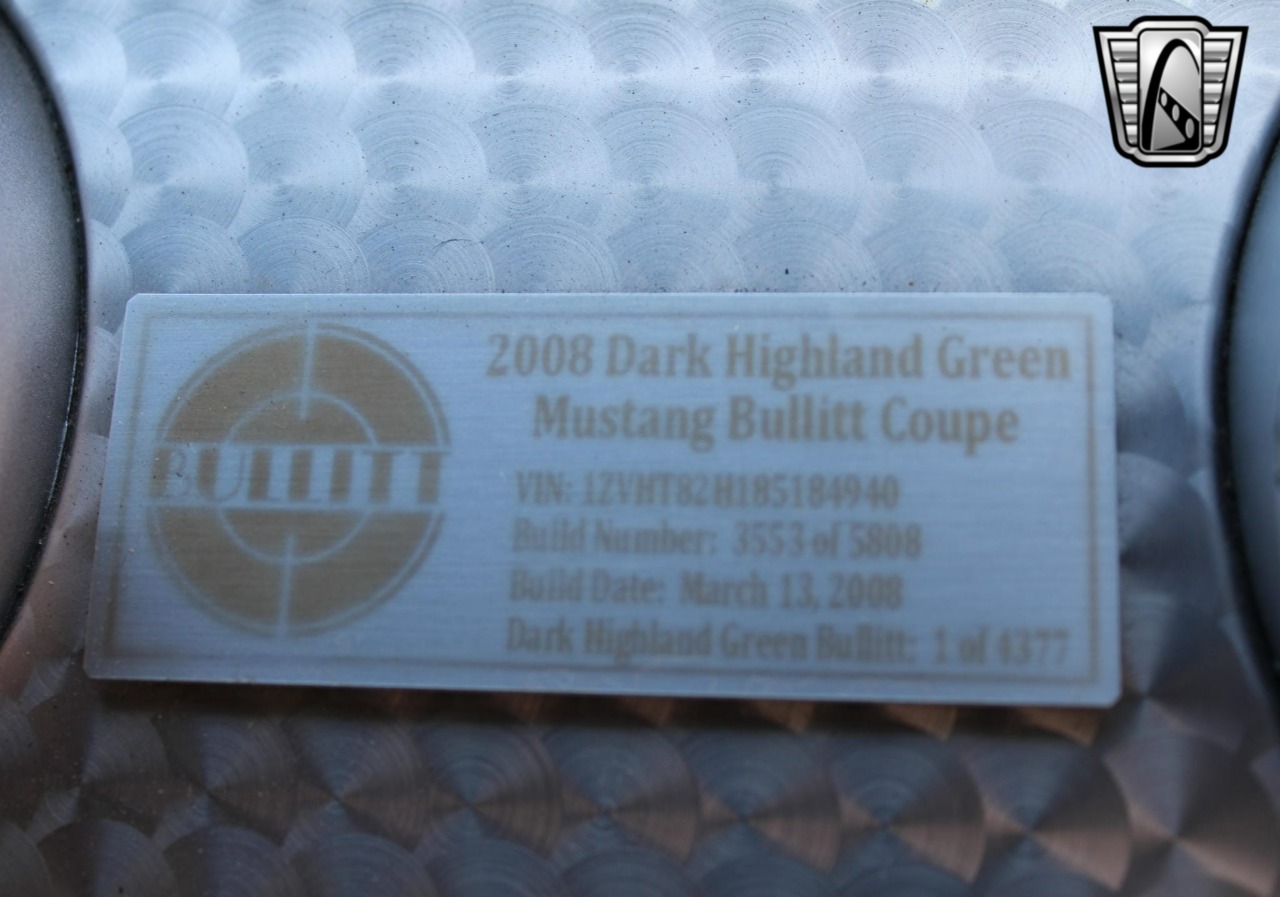 BULLITT
2008 Dark Highland Green
Mustang Bullitt Coupe
VIN: 1ZVHT82H185184940
Build Number: 3553 of 5808
Build Date: March 13, 2008
Dark Highland Green Bullitt: 1 of 4377